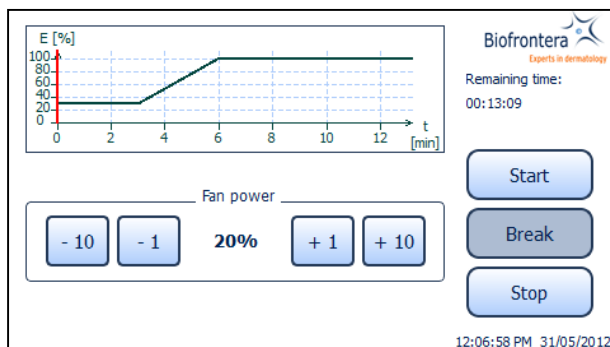 E [%]
100
80
60
40
20
0
0 2 4 6 8 10 12
t
[min]
Biofrontera
Experts in dermatology
Remaining time:
00:13:09
Fan power
- 10 - 1 20% + 1 + 10
Start
Break
Stop
12:06:58 PM 31/05/2012